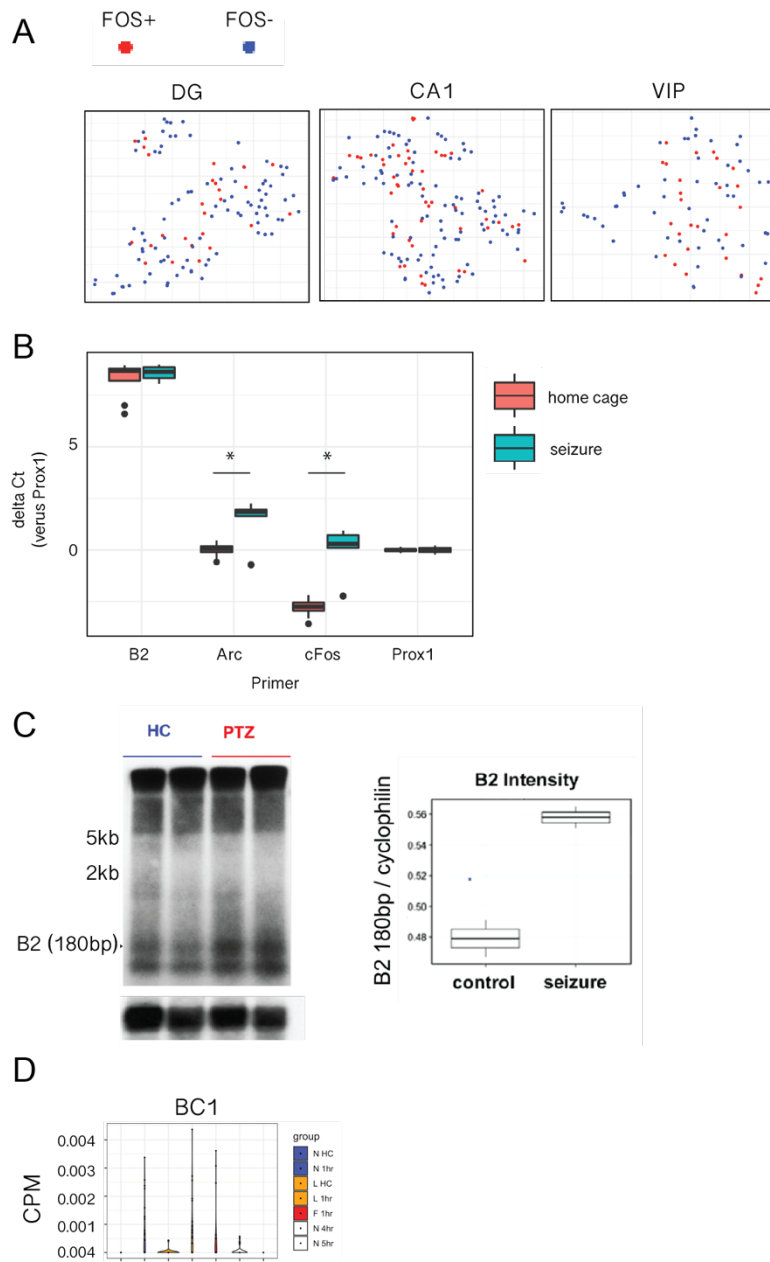 A
FOS+ FOS-
DG CA1 VIP
B
5
0
delta Ct
(verus Prox1)
B2 Arc cFos Prox1
Primer
home cage
seizure
C
HC PTZ
5kb
2kb
B2 (180bp)
B2 Intensity
0.56
0.54
0.52
0.50
0.48
B2 180bp / cyclophilin
control seizure
* *
D
BC1
0.004
0.003
0.002
0.001
0.004
CPM
group
N HC
N 1hr
L HC
L 1hr
F 1hr
N 4hr
N 5hr